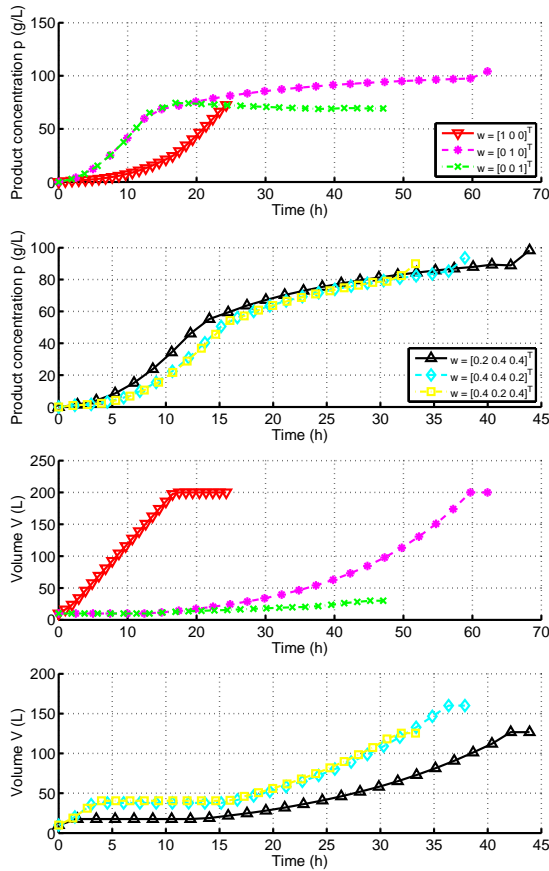 Product concentration p (g/L)
150
100
50
0
0 10 20 30 40 50 60 70
Time (h)
w = [1 0 0]T
w = [0 1 0]T
w = [0 0 1]T
Product concentration p (g/L)
100
80
60
40
20
0
0 5 10 15 20 25 30 35 40 45
Time (h)
w = [0.2 0.4 0.4]T
w = [0.4 0.4 0.2]T
w = [0.4 0.2 0.4]T
Volume V (L)
250
200
150
100
50
0
0 10 20 30 40 50 60 70
Time (h)
Volume V (L)
200
150
100
50
0
0 5 10 15 20 25 30 35 40 45
Time (h)